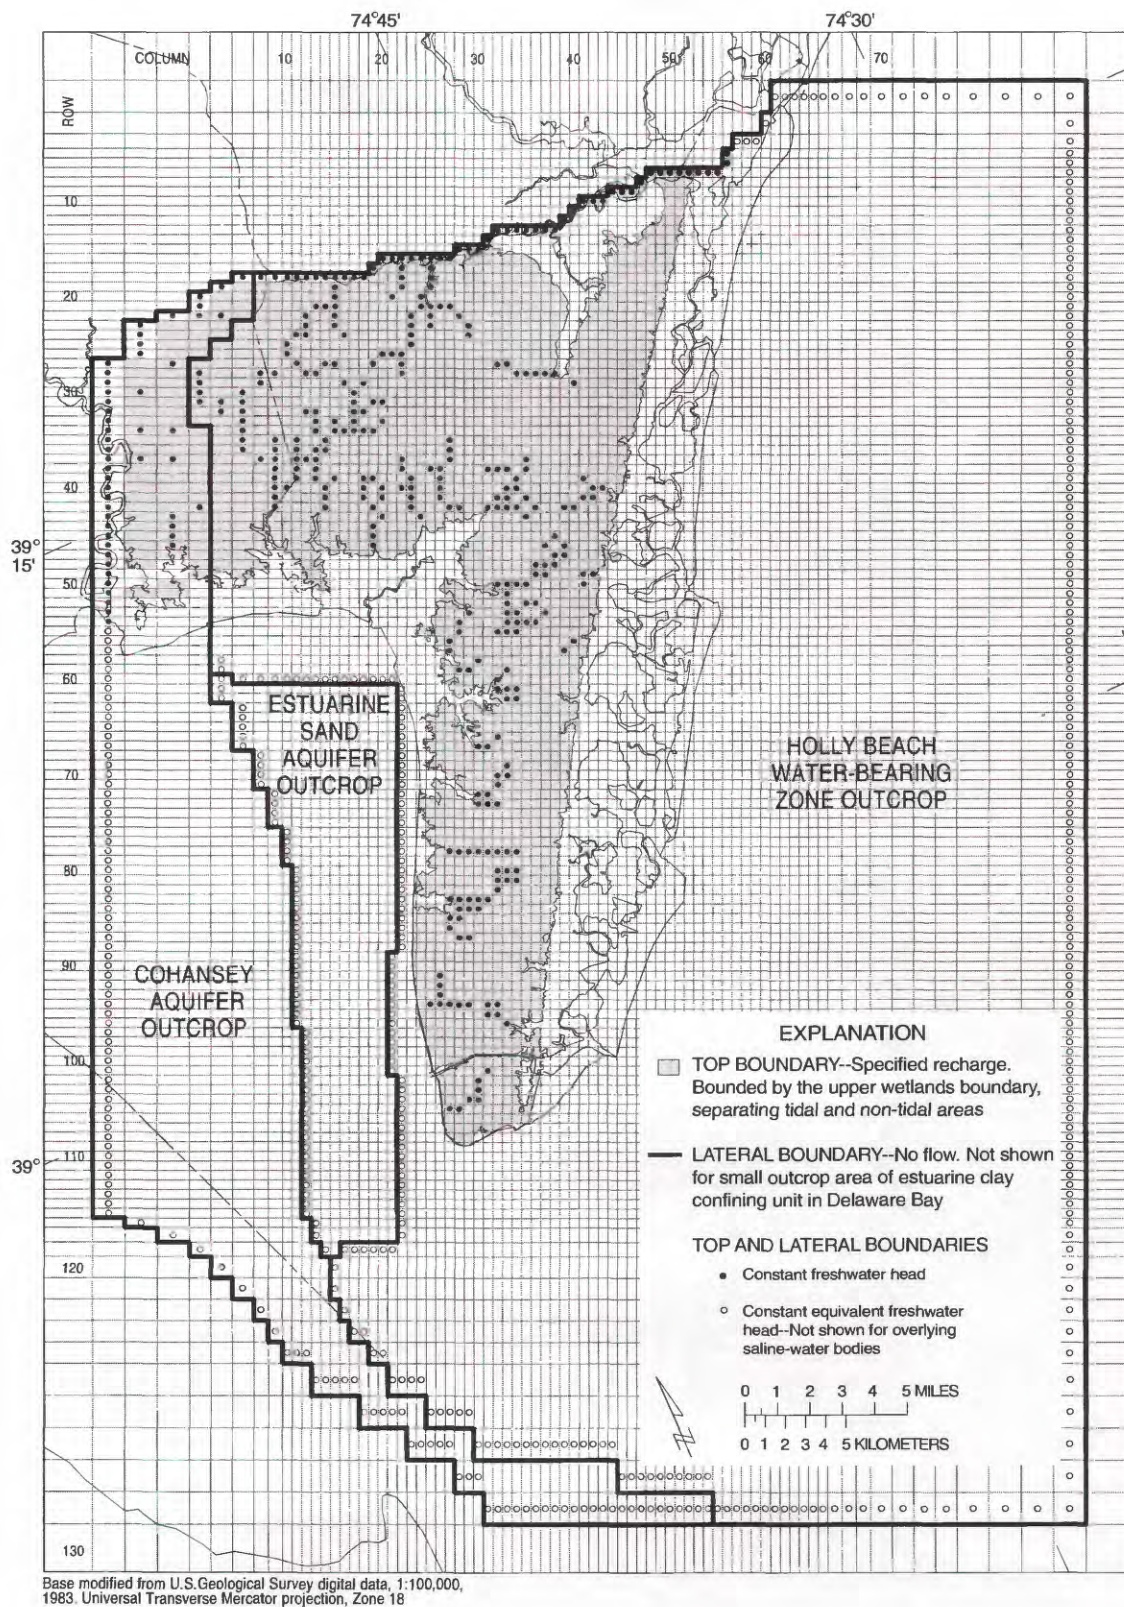 74°45' 74°30'
COLUMN 10 20 30 40 50 60 70
ROW
10
20
30
40
39°
15'
50
60
ESTUARINE
SAND
AQUIFER
OUTCROP
HOLLY BEACH
WATER-BEARING
ZONE OUTCROP
70
80
90
COHANSEY
AQUIFER
OUTCROP
100
39°
110
120
130
EXPLANATION
TOP BOUNDARY--Specified recharge.
Bounded by the upper wetlands boundary,
separating tidal and non-tidal areas
LATERAL BOUNDARY--No flow. Not shown
for small outcrop area of estuarine clay
confining unit in Delaware Bay
TOP AND LATERAL BOUNDARIES
Constant freshwater head
Constant equivalent freshwater
head--Not shown for overlying
saline-water bodies
0 1 2 3 4 5 MILES
0 1 2 3 4 5 KILOMETERS
Base modified from U.S.Geological Survey digital data, 1:100,000,
1983. Universal Transverse Mercator projection, Zone 18